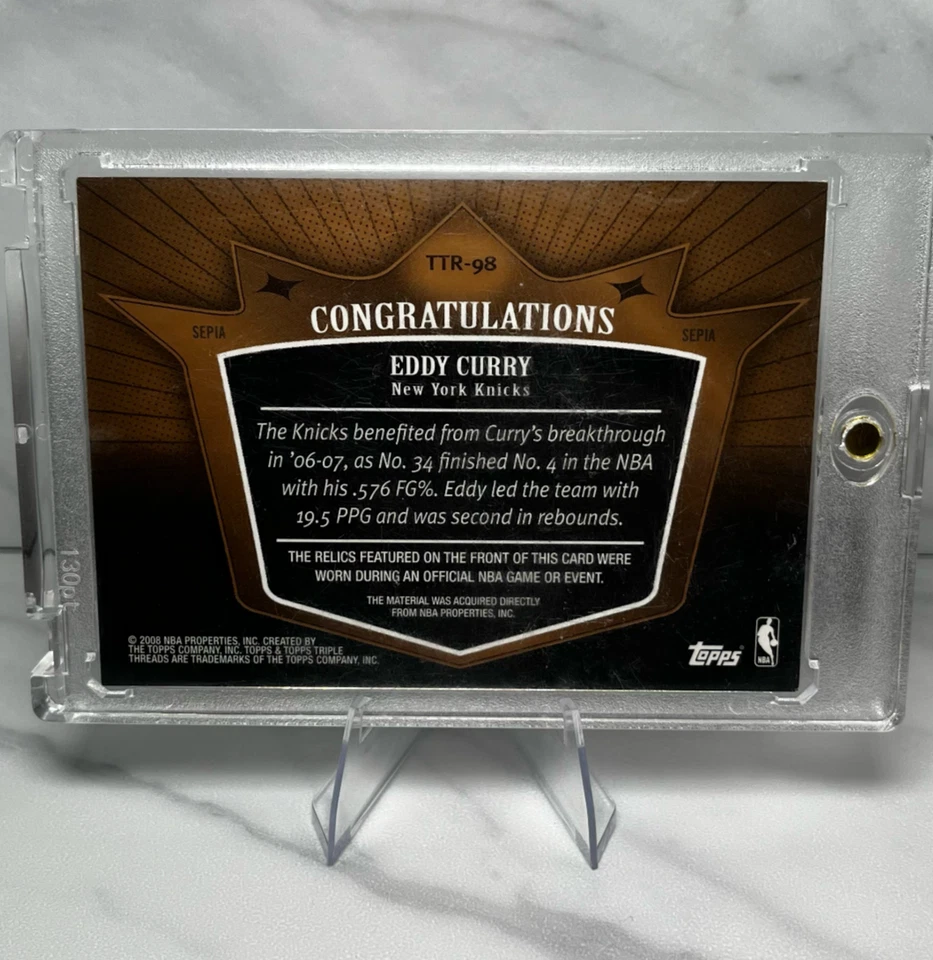 TTR-98
CONGRATULATIONS
SEPIA
SEPIA
EDDY CURRY
New York Knicks
The Knicks benefited from Curry's breakthrough
in '06-07, as No. 34 finished No. 4 in the NBA
with his .576 FG%. Eddy led the team with
19.5 PPG and was second in rebounds.
THE RELICS FEATURED ON THE FRONT OF THIS CARD WERE
WORN DURING AN OFFICIAL NBA GAME OR EVENT.
THE MATERIAL WAS ACQUIRED DIRECTLY
FROM NBA PROPERTIES, INC.
© 2008 NBA PROPERTIES, INC. CREATED BY
THE TOPPS COMPANY, INC. TOPPS & TOPPS TRIPLE
THREADS ARE TRADEMARKS OF THE TOPPS COMPANY, INC.
topps
NBA
130pt